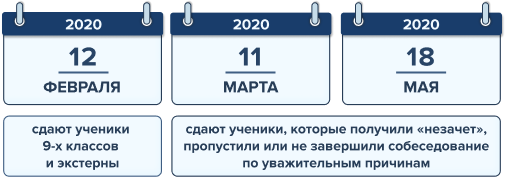 2020
12
ФЕВРАЛЯ
2020
11
МАРТА
2020
18
МАЯ
сдают ученики
9-х классов
и экстерны
сдают ученики, которые получили «незачет»,
пропустили или не завершили собеседование
по уважительным причинам